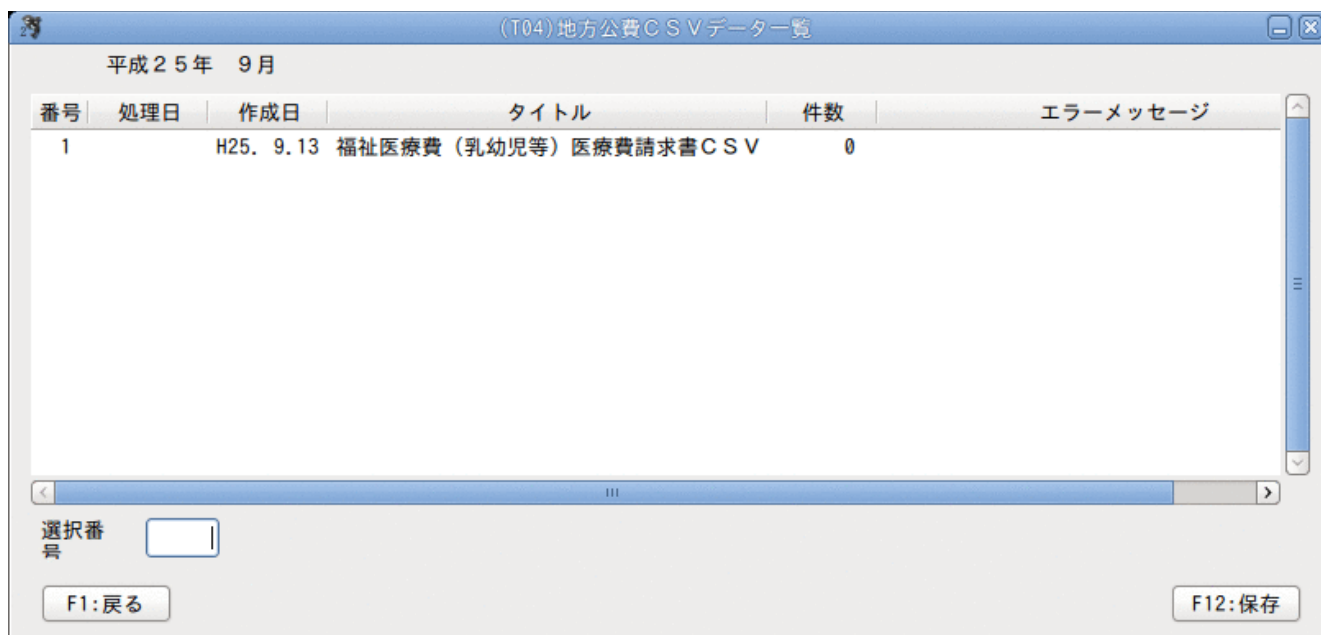 (T04)地方公費ＣＳＶデータ一覧
平成２５年　９月
番号 処理日 作成日 タイトル 件数 エラーメッセージ
1 H25. 9.13 福祉医療費（乳幼児等）医療費請求書ＣＳＶ 0
選択番
号
F1:戻る F12:保存